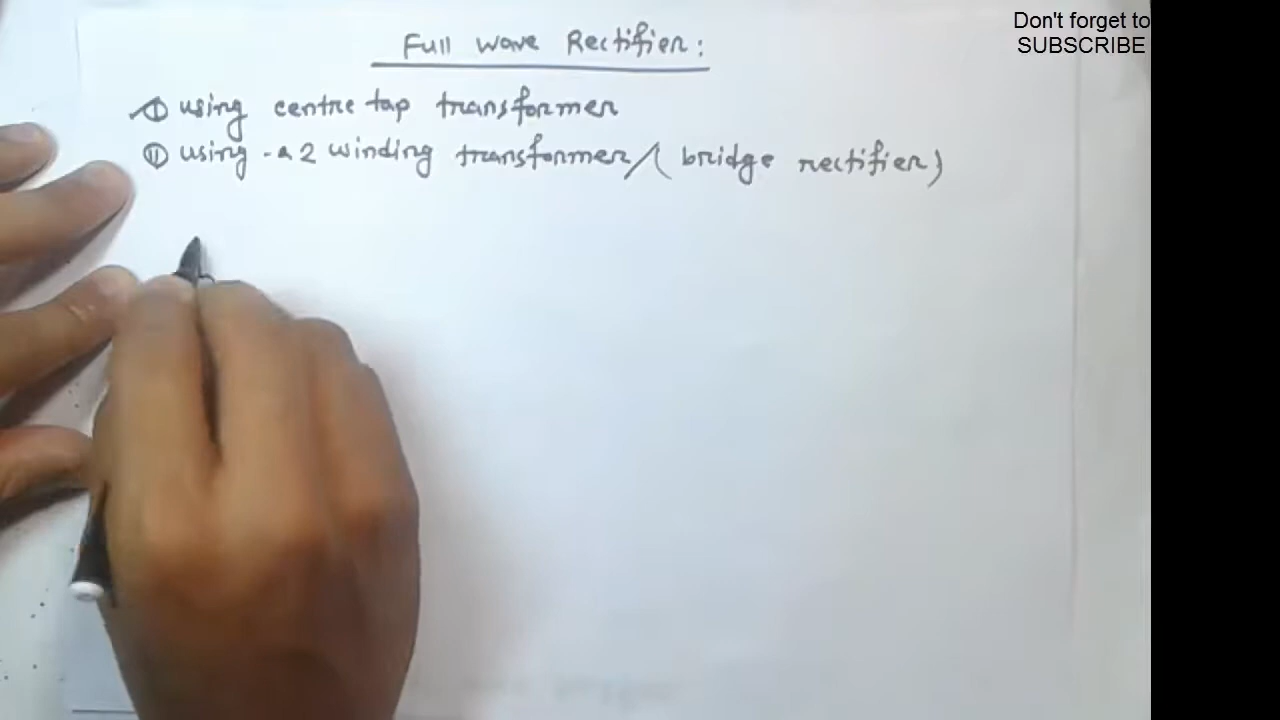 Don't forget to
SUBSCRIBE
Full Wave Rectifier:
① using centre tap transformer
② using a 2 winding transformer/(bridge rectifier)